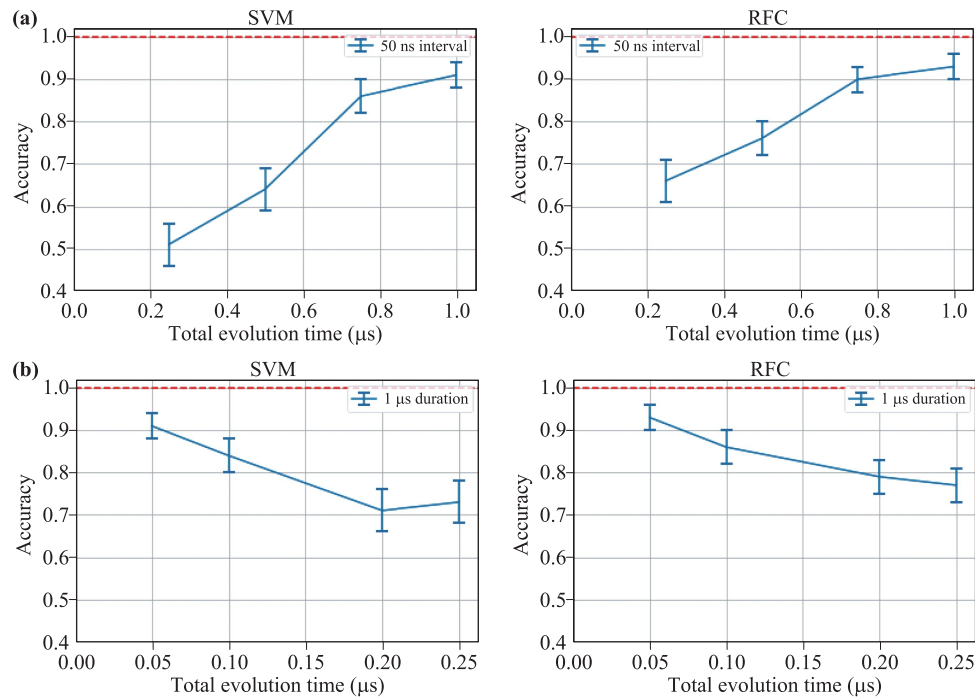 (a)
SVM
RFC
1.0
0.9
0.8
0.7
0.6
0.5
0.4
Accuracy
50 ns interval
0.0 0.2 0.4 0.6 0.8 1.0
Total evolution time (μs)
1.0
0.9
0.8
0.7
0.6
0.5
0.4
Accuracy
50 ns interval
0.0 0.2 0.4 0.6 0.8 1.0
Total evolution time (μs)
(b)
SVM
RFC
1.0
0.9
0.8
0.7
0.6
0.5
0.4
Accuracy
1 μs duration
0.00 0.05 0.10 0.15 0.20 0.25
Total evolution time (μs)
1.0
0.9
0.8
0.7
0.6
0.5
0.4
Accuracy
1 μs duration
0.00 0.05 0.10 0.15 0.20 0.25
Total evolution time (μs)